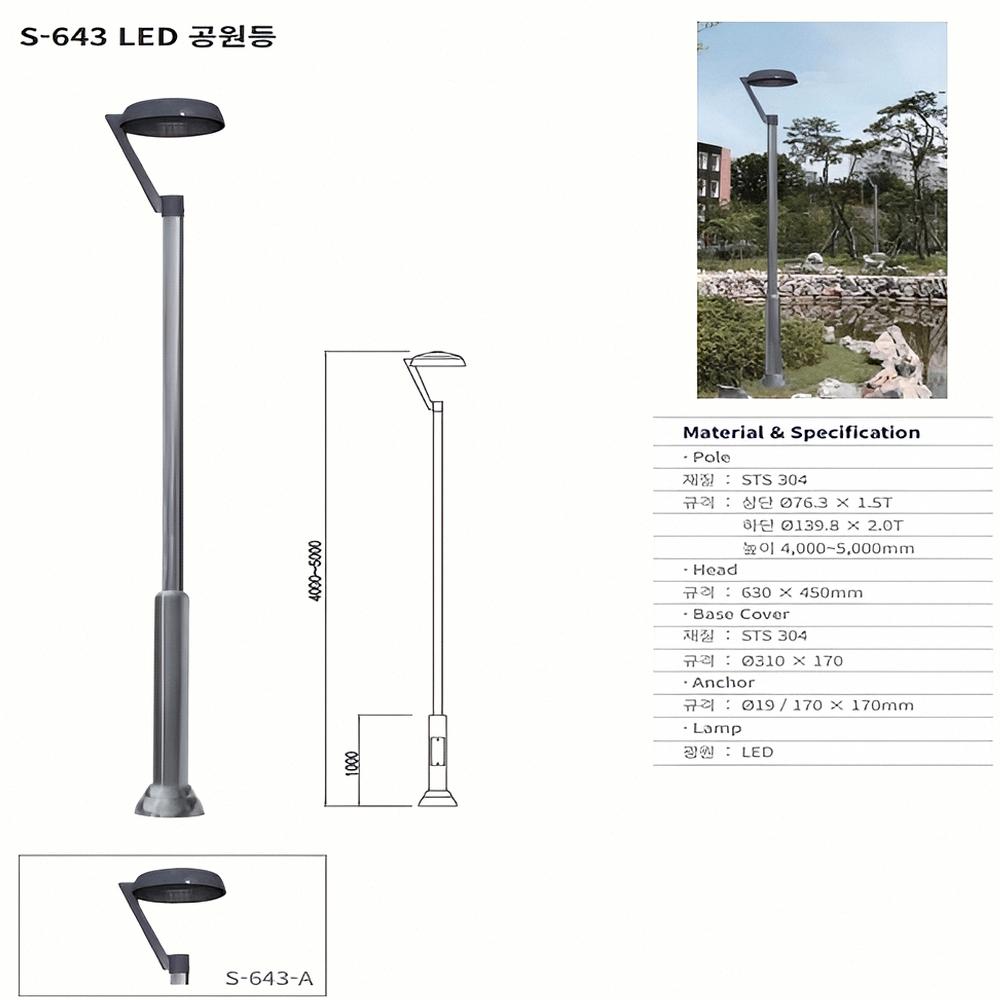 S-643 LED 공원등
4000~5000
1000
S-643-A
Material & Specification
· Pole
재질 : STS 304
규격 : 상단 Ø76.3 × 1.5T
하단 Ø139.8 × 2.0T
높이 4,000~5,000mm
· Head
규격 : 630 × 450mm
· Base Cover
재질 : STS 304
규격 : Ø310 × 170
· Anchor
규격 : Ø19 / 170 × 170mm
· Lamp
광원 : LED